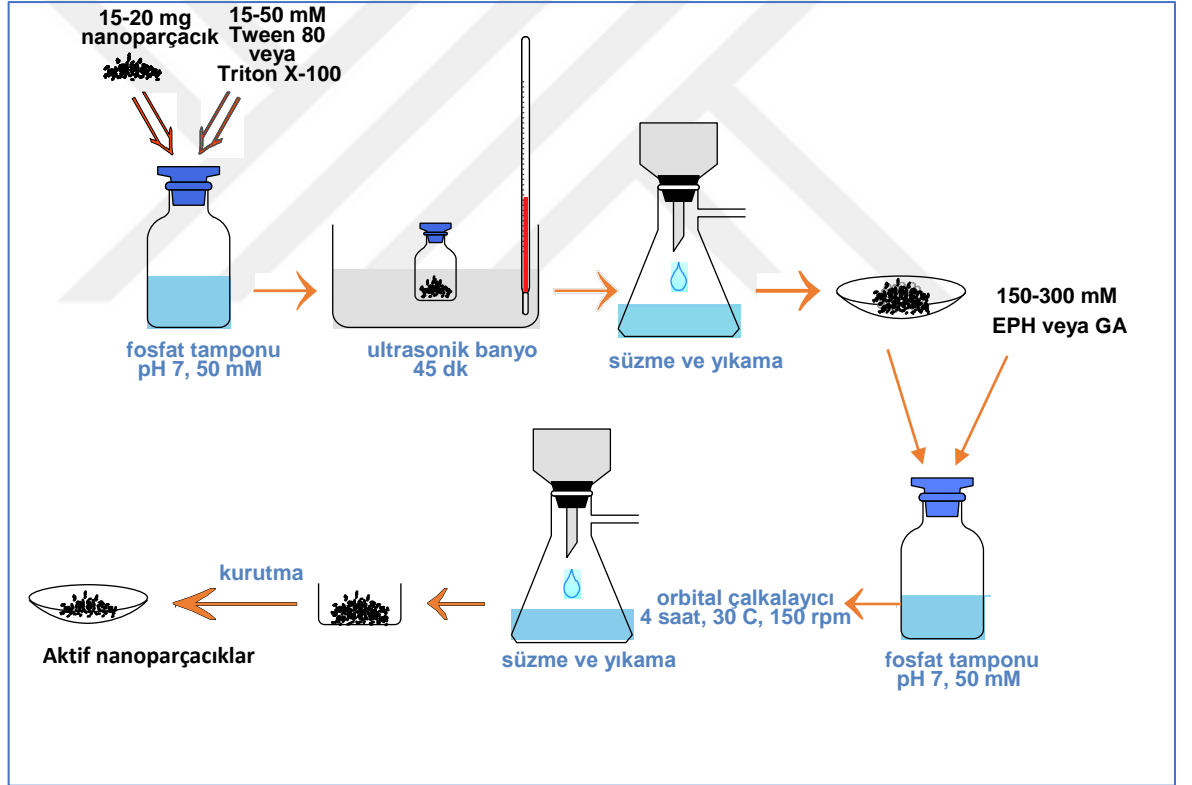 15-20 mg
nanoparçacık
15-50 mM
Tween 80
veya
Triton X-100
fosfat tamponu
pH 7, 50 mM
ultrasonik banyo
45 dk
süzme ve yıkama
150-300 mM
EPH veya GA
fosfat tamponu
pH 7, 50 mM
orbital çalkalayıcı
4 saat, 30 C, 150 rpm
süzme ve yıkama
kurutma
Aktif nanoparçacıklar